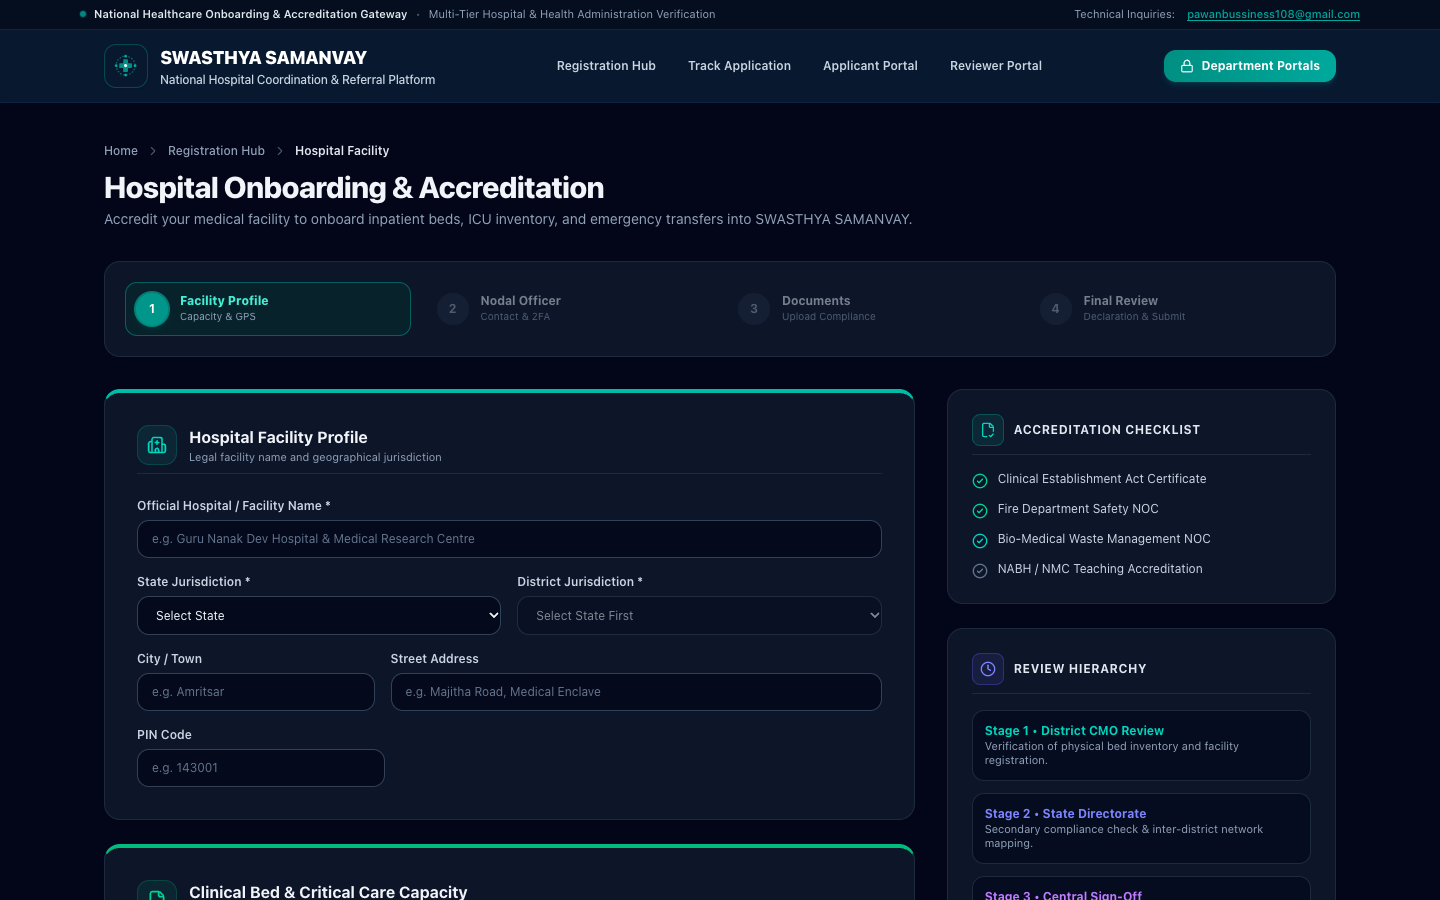 National Healthcare Onboarding & Accreditation Gateway · Multi-Tier Hospital & Health Administration Verification
Technical Inquiries: pawanbussiness108@gmail.com
SWASTHYA SAMANVAY
National Hospital Coordination & Referral Platform
Registration Hub
Track Application
Applicant Portal
Reviewer Portal
Department Portals
Home > Registration Hub > Hospital Facility
Hospital Onboarding & Accreditation
Accredit your medical facility to onboard inpatient beds, ICU inventory, and emergency transfers into SWASTHYA SAMANVAY.
1
Facility Profile
Capacity & GPS
2
Nodal Officer
Contact & 2FA
3
Documents
Upload Compliance
4
Final Review
Declaration & Submit
Hospital Facility Profile
Legal facility name and geographical jurisdiction
Official Hospital / Facility Name *
e.g. Guru Nanak Dev Hospital & Medical Research Centre
State Jurisdiction *
Select State
District Jurisdiction *
Select State First
City / Town
e.g. Amritsar
Street Address
e.g. Majitha Road, Medical Enclave
PIN Code
e.g. 143001
Clinical Bed & Critical Care Capacity
ACCREDITATION CHECKLIST
Clinical Establishment Act Certificate
Fire Department Safety NOC
Bio-Medical Waste Management NOC
NABH / NMC Teaching Accreditation
REVIEW HIERARCHY
Stage 1 • District CMO Review
Verification of physical bed inventory and facility
registration.
Stage 2 • State Directorate
Secondary compliance check & inter-district network
mapping.
Stage 3 • Central Sign-Off